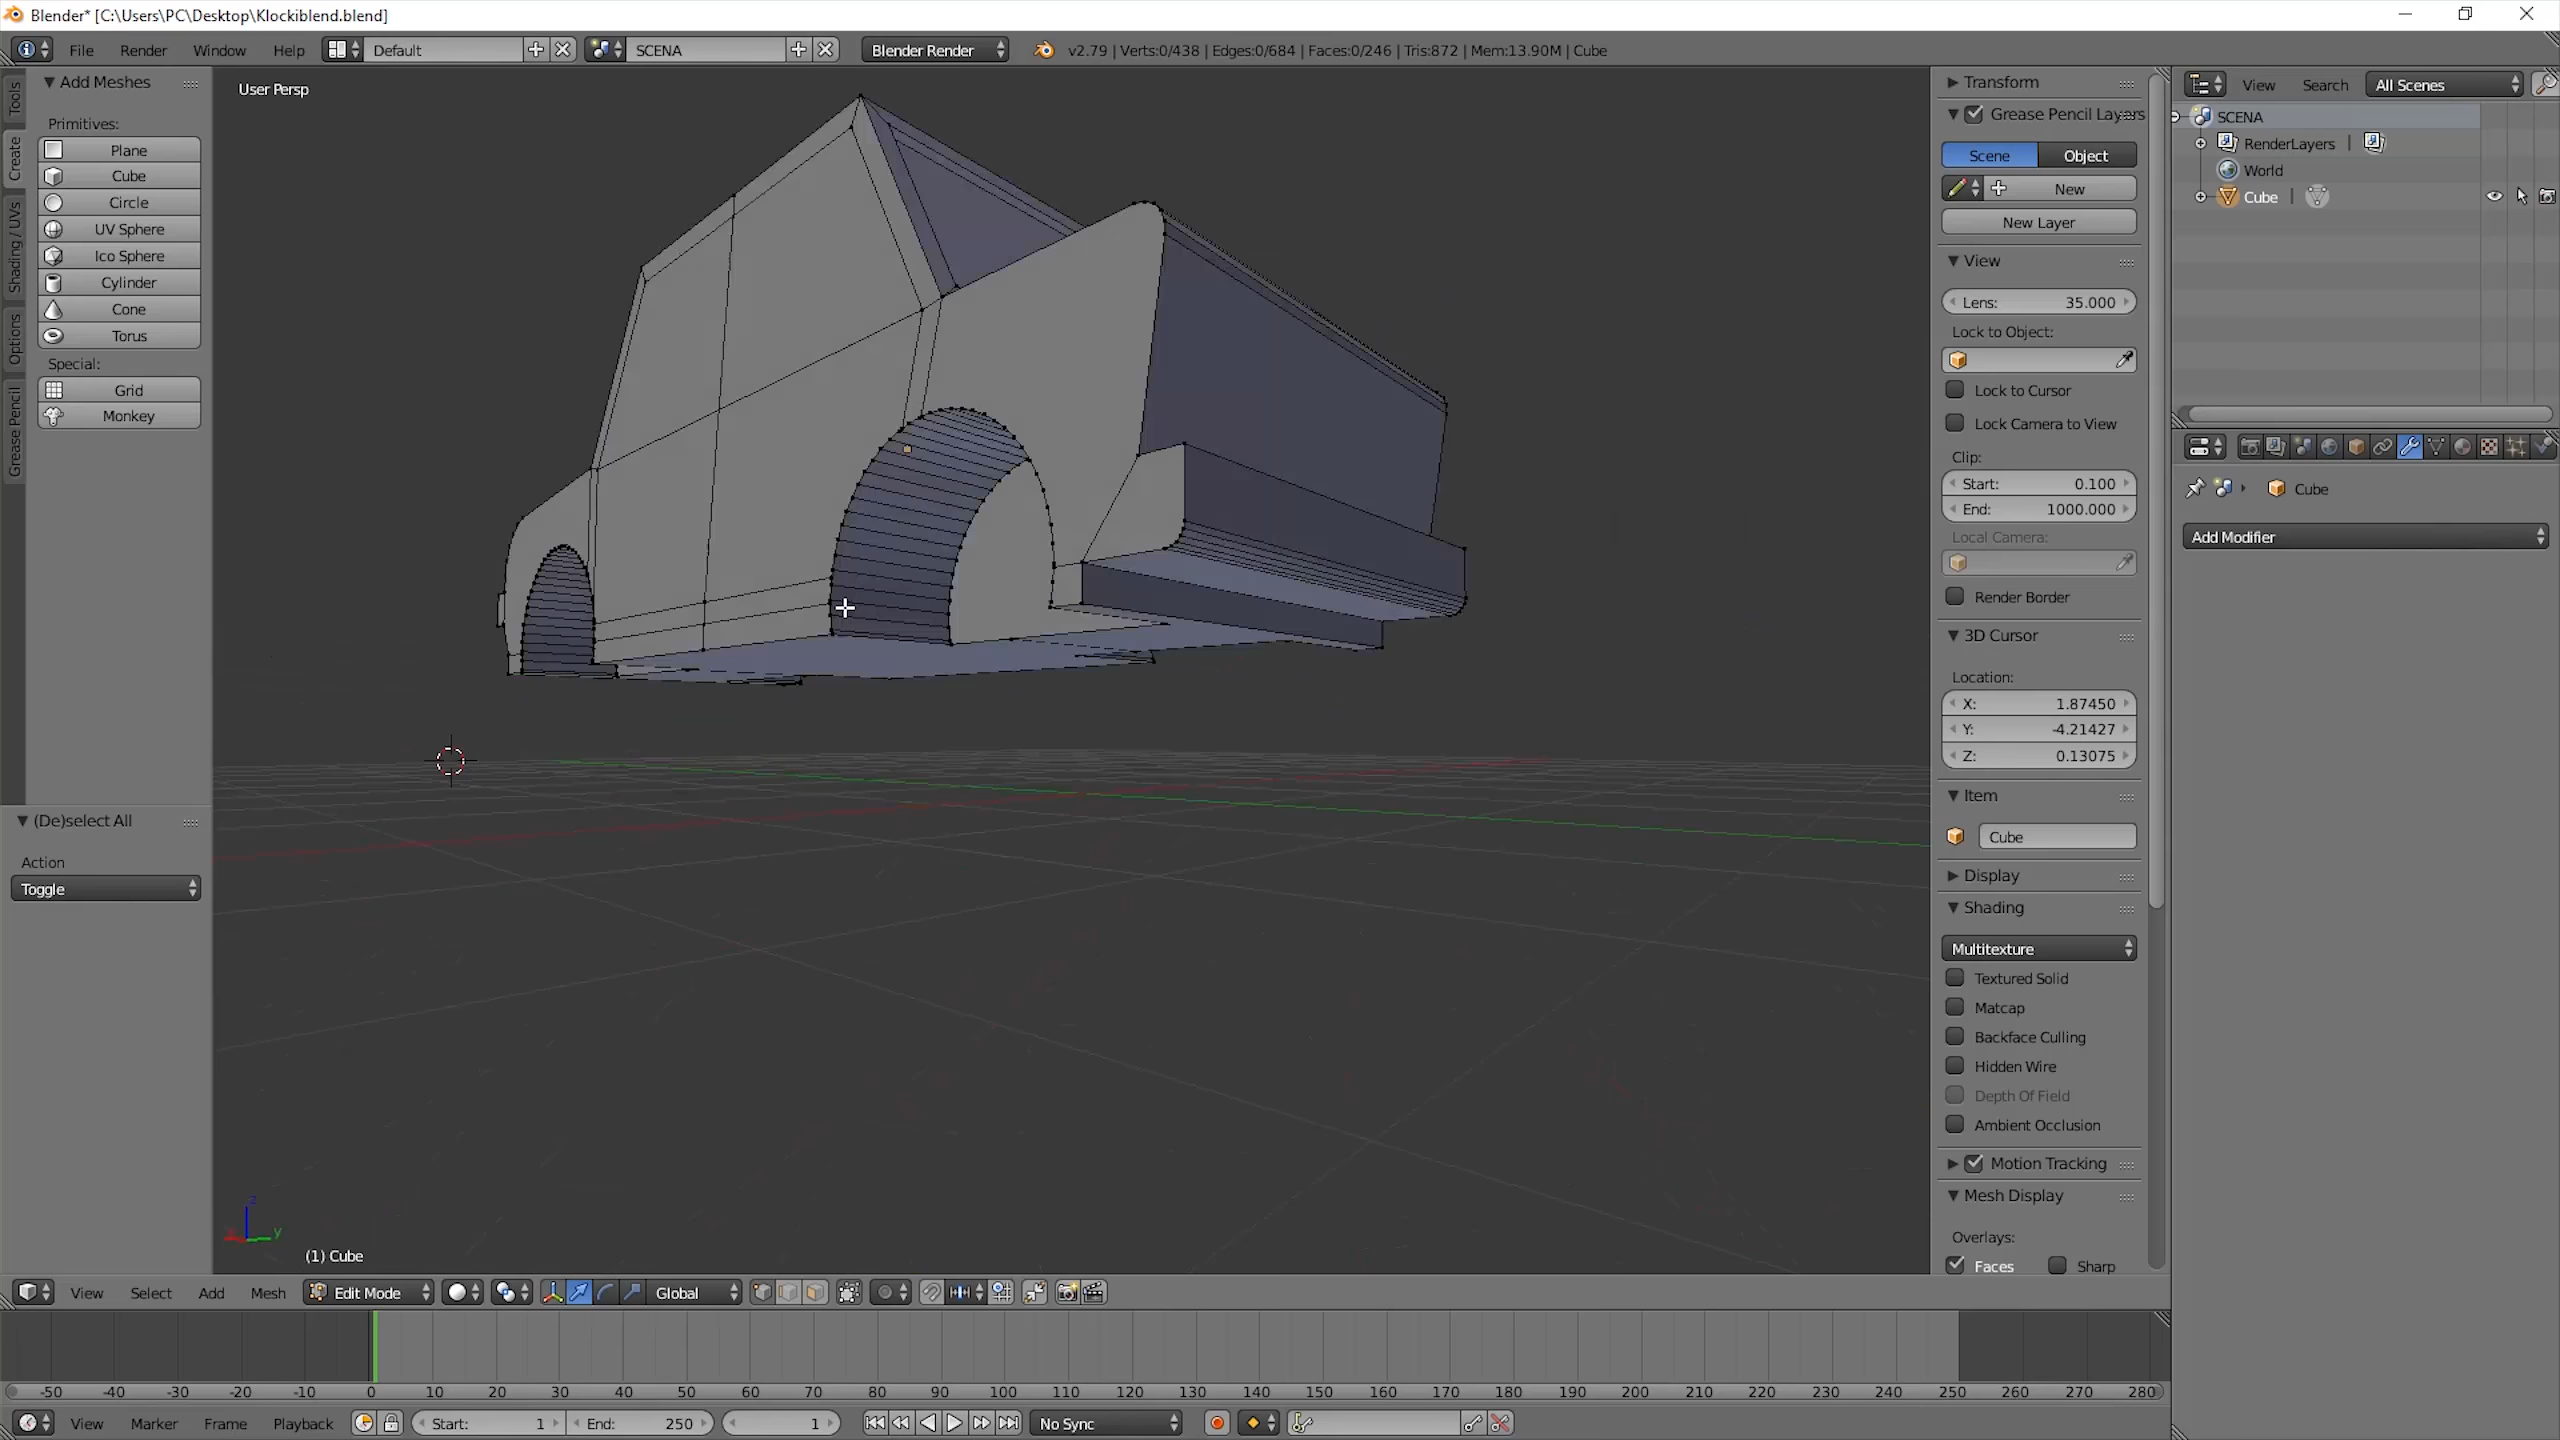 Blender* [C:\Users\PC\Desktop\Klockiblend.blend]
File Render Window Help Default SCENA Blender Render v2.79 | Verts:0/438 | Edges:0/684 | Faces:0/246 | Tris:872 | Mem:13.90M | Cube
Tools
Create
Shading / UVs
Options
Grease Pencil
Add Meshes
Primitives:
Plane
Cube
Circle
UV Sphere
Ico Sphere
Cylinder
Cone
Torus
Special:
Grid
Monkey
(De)select All
Action
Toggle
User Persp
z
x
y
(1) Cube
Transform
Grease Pencil Layers
Scene Object
New
New Layer
View
Lens: 35.000
Lock to Object:
Lock to Cursor
Lock Camera to View
Clip:
Start: 0.100
End: 1000.000
Local Camera:
Render Border
3D Cursor
Location:
X: 1.87450
Y: -4.21427
Z: 0.13075
Item
Cube
Display
Shading
Multitexture
Textured Solid
Matcap
Backface Culling
Hidden Wire
Depth Of Field
Ambient Occlusion
Motion Tracking
Mesh Display
Overlays:
Faces Sharp
View Search All Scenes
SCENA
RenderLayers |
World
Cube |
Cube
Add Modifier
View Select Add Mesh Edit Mode Global
-50 -40 -30 -20 -10 0 10 20 30 40 50 60 70 80 90 100 110 120 130 140 150 160 170 180 190 200 210 220 230 240 250 260 270 280
View Marker Frame Playback Start: 1 End: 250 1 No Sync